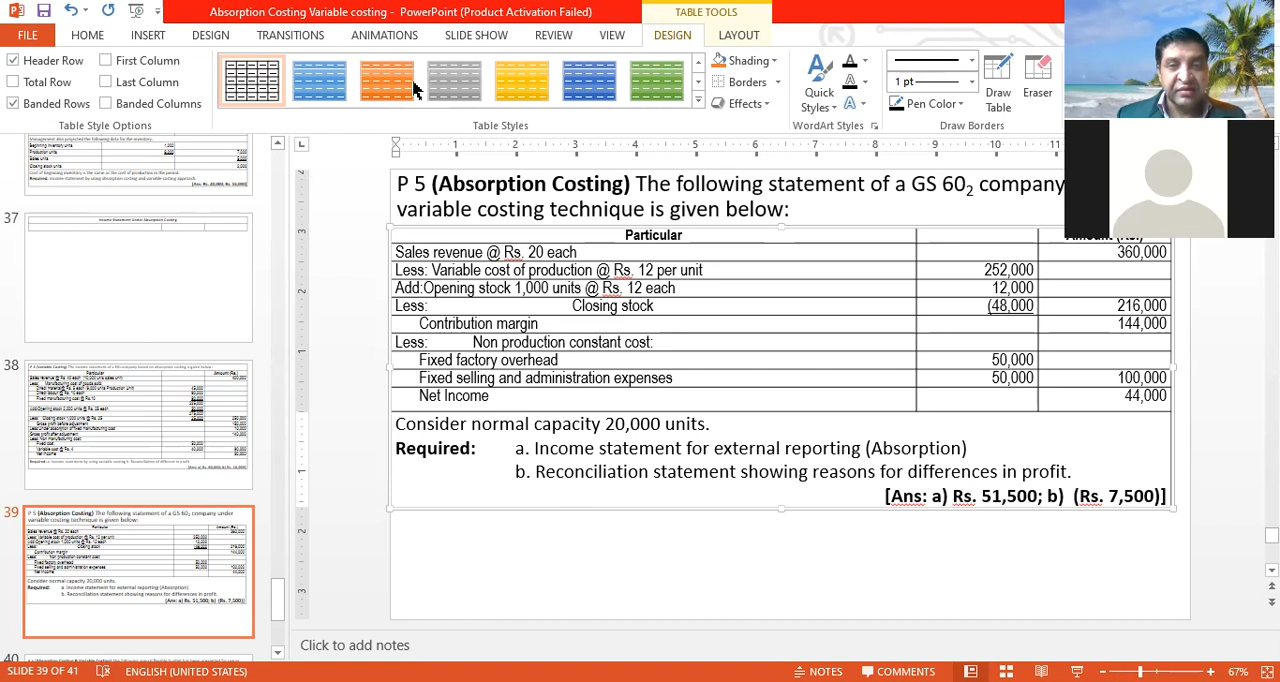 Absorption Costing Variable costing - PowerPoint (Product Activation Failed)
TABLE TOOLS
FILE HOME INSERT DESIGN TRANSITIONS ANIMATIONS SLIDE SHOW REVIEW VIEW DESIGN LAYOUT
Header Row First Column
Total Row Last Column
Banded Rows Banded Columns
Table Style Options
Table Styles
Shading
Borders
Effects
Quick Styles
WordArt Styles
1 pt
Pen Color
Draw Table
Eraser
Draw Borders
37
38
39
P 5 (Absorption Costing) The following statement of a GS 60₂ company
variable costing technique is given below:
Particular
Sales revenue @ Rs. 20 each 360,000
Less: Variable cost of production @ Rs. 12 per unit 252,000
Add:Opening stock 1,000 units @ Rs. 12 each 12,000
Less: Closing stock (48,000 216,000
Contribution margin 144,000
Less: Non production constant cost:
Fixed factory overhead 50,000
Fixed selling and administration expenses 50,000 100,000
Net Income 44,000
Consider normal capacity 20,000 units.
Required: a. Income statement for external reporting (Absorption)
b. Reconciliation statement showing reasons for differences in profit.
[Ans: a) Rs. 51,500; b) (Rs. 7,500)]
Click to add notes
SLIDE 39 OF 41 ENGLISH (UNITED STATES) NOTES COMMENTS 67%